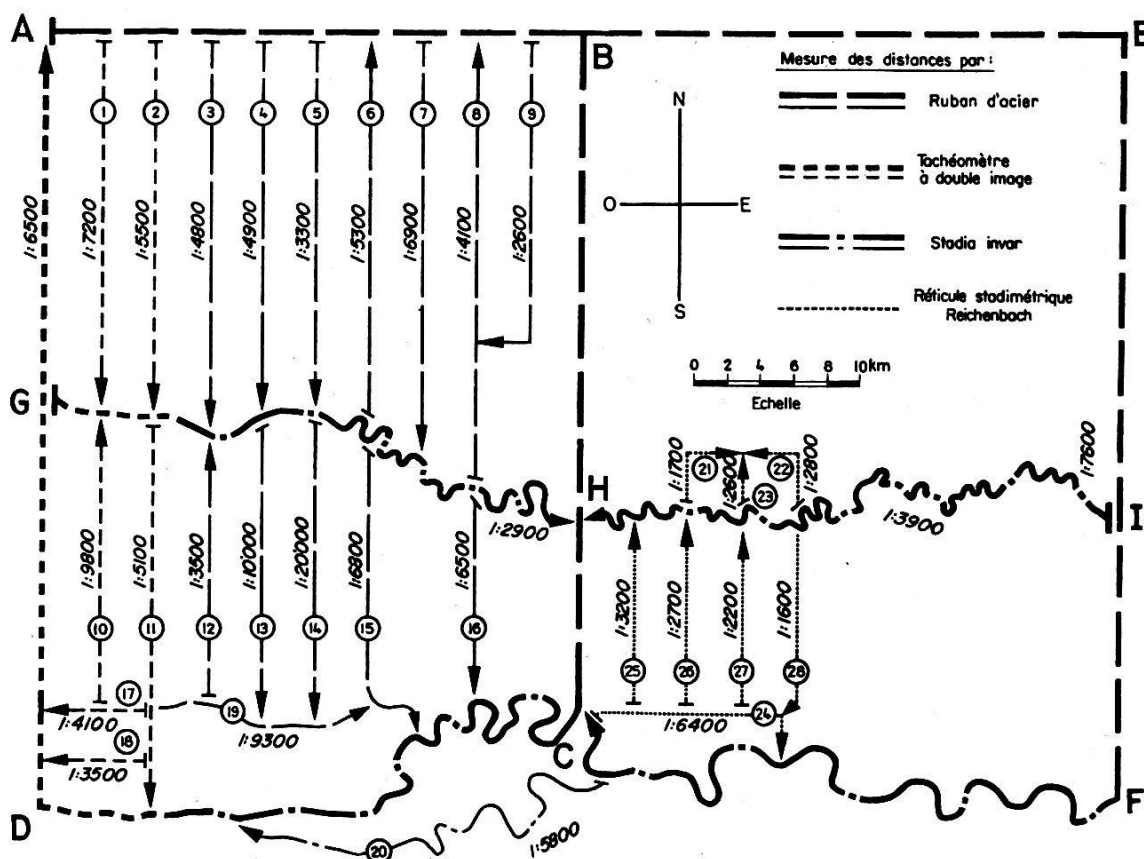 A
B
E
Mesure des distances par :
Ruban d'acier
Tachéomètre
à double image
Stadia invar
Réticule stadimétrique
Reichenbach
N
O
E
S
0 2 4 6 8 10km
Echelle
1 2 3 4 5 6 7 8 9
1:6500
1:7200
1:5500
1:4800
1:4900
1:3300
1:5300
1:6900
1:4100
1:2600
G
H
I
1:2900
1:1700
21
1:2600
22
23
1:2800
1:3900
1:7600
1:9800
1:5100
1:3500
1:10'000
1:20'000
1:6800
1:6500
1:3200
1:2700
1:2200
1:1600
10 11 12 13 14 15 16
25 26 27 28
17
1:4100
19
1:9300
24
1:6400
18
1:3500
C
D
F
20
1:5800